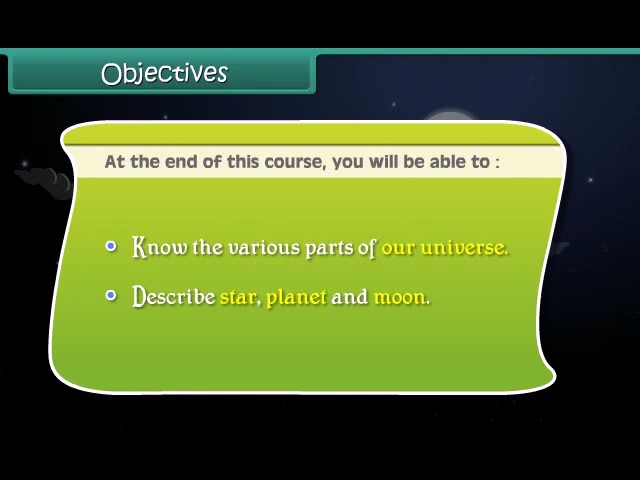 Objectives
At the end of this course, you will be able to :
Know the various parts of our universe.
Describe star, planet and moon.